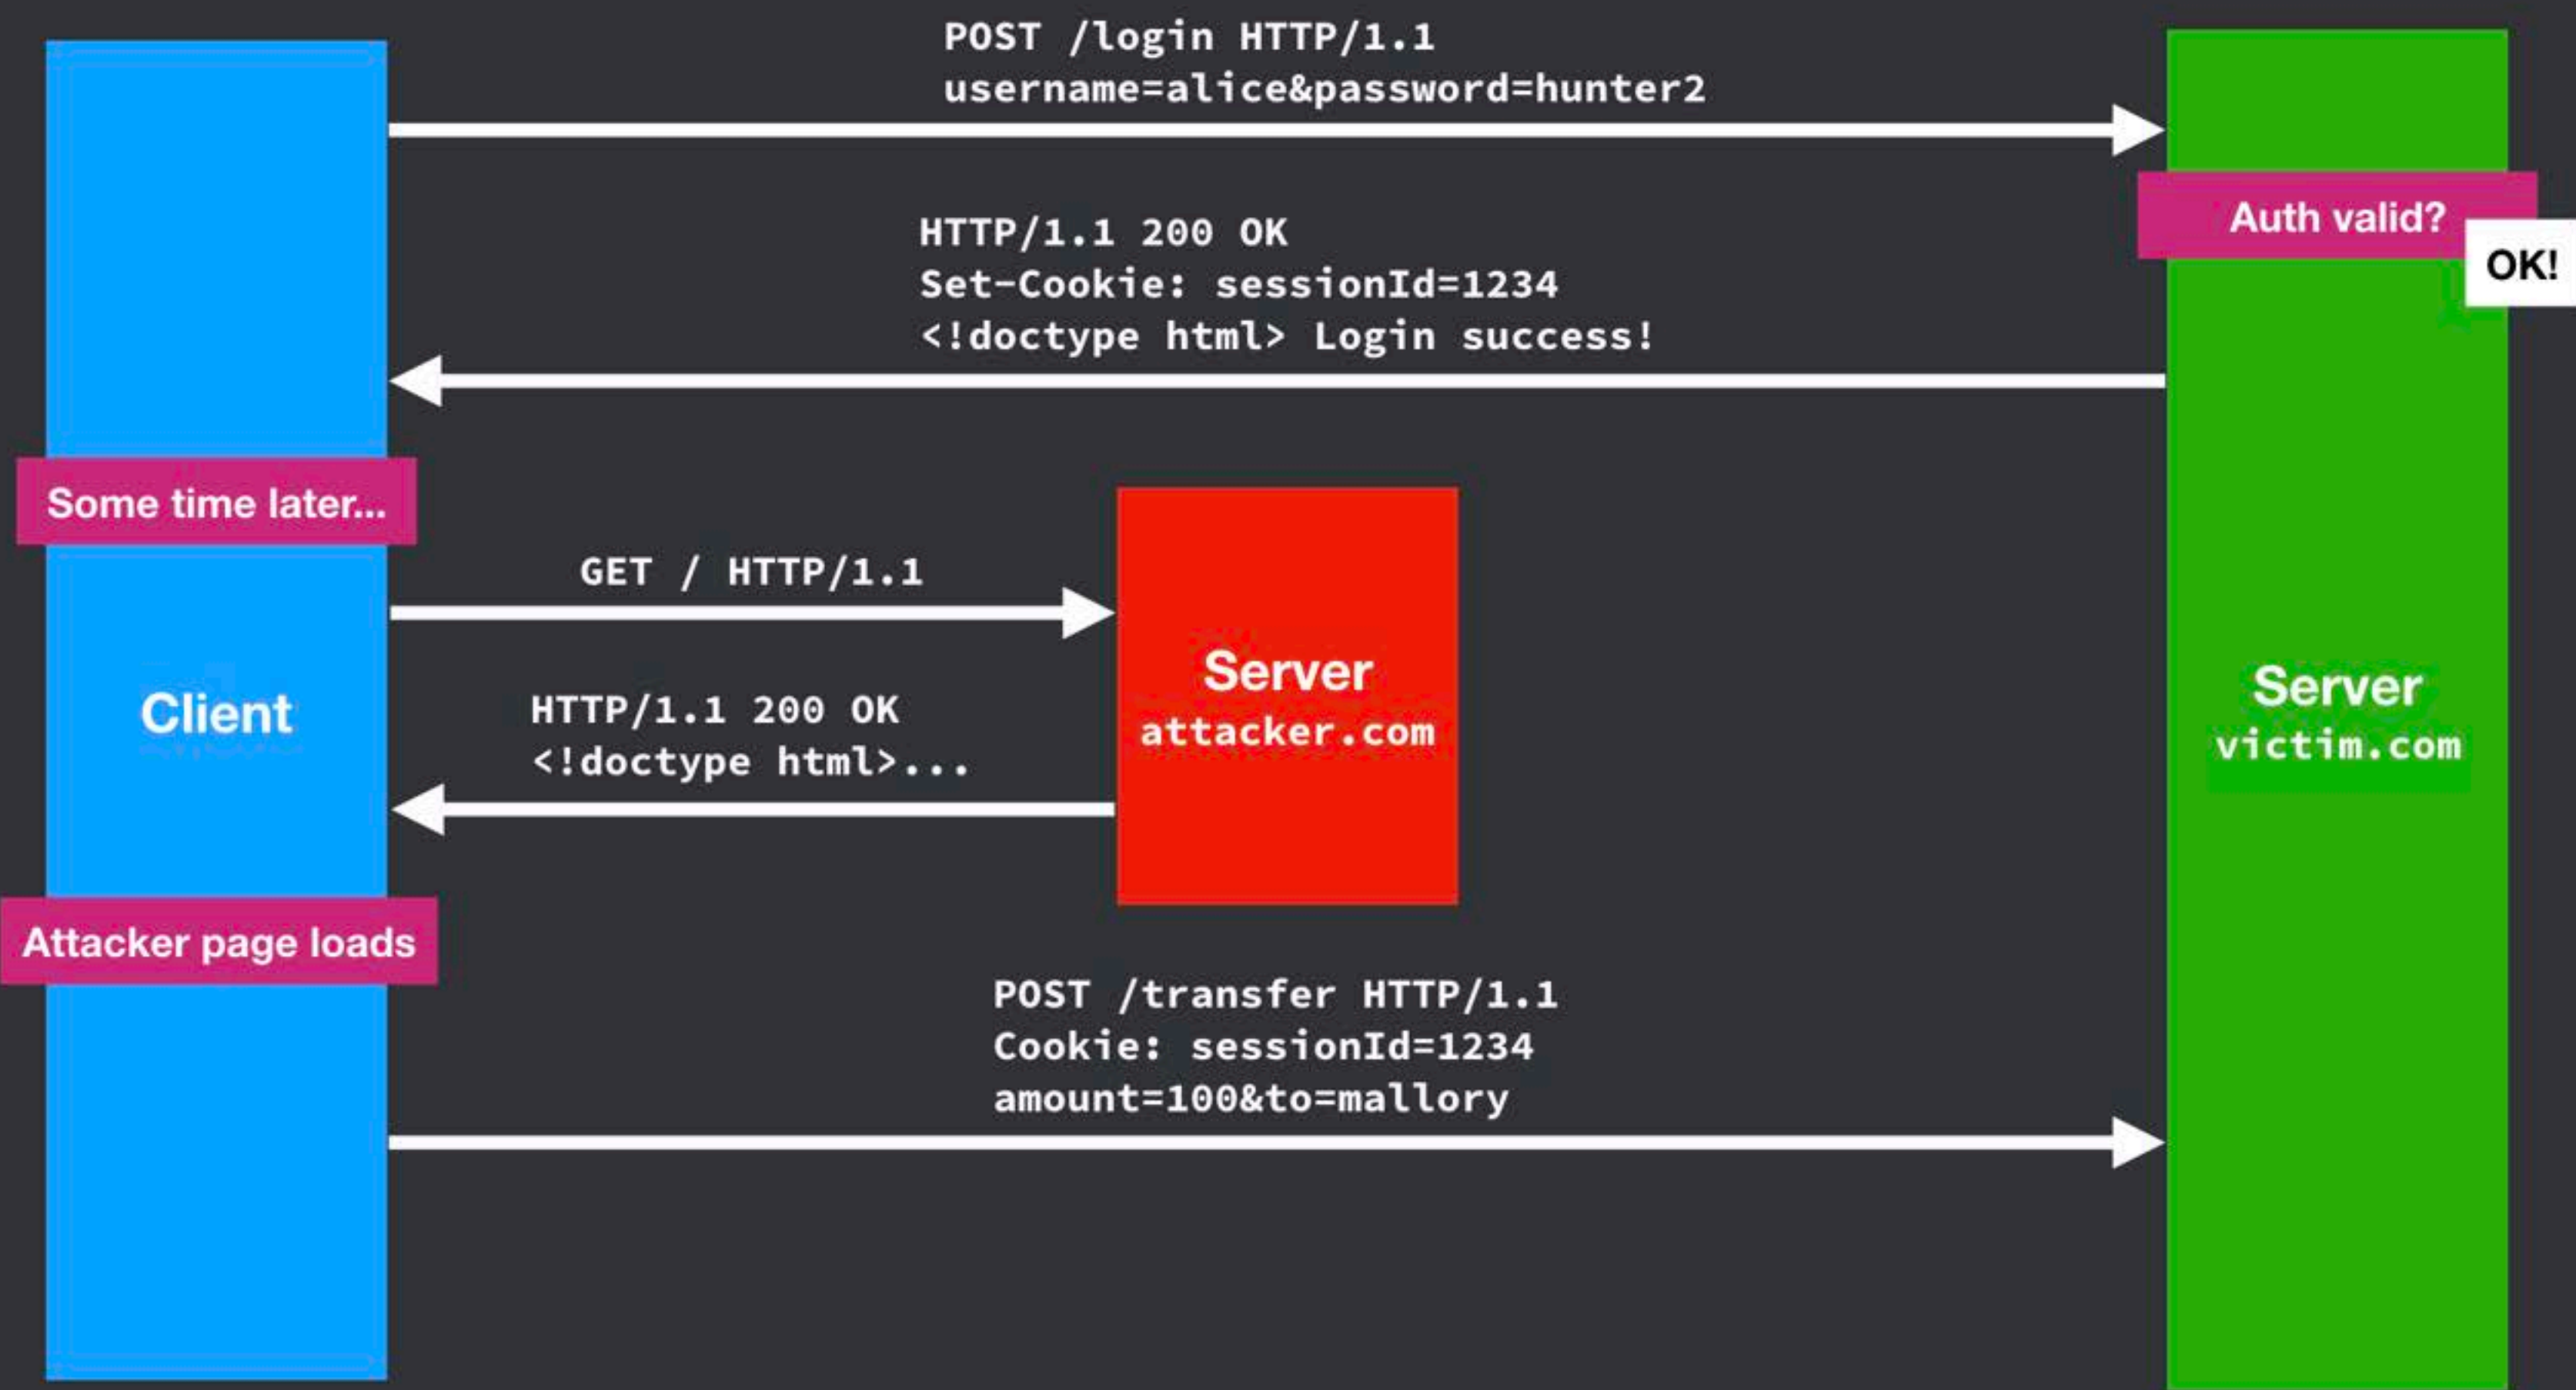 POST /login HTTP/1.1
username=alice&password=hunter2
Auth valid?
OK!
HTTP/1.1 200 OK
Set-Cookie: sessionId=1234
<!doctype html> Login success!
Some time later...
GET / HTTP/1.1
Server
attacker.com
Client
Server
victim.com
HTTP/1.1 200 OK
<!doctype html>...
Attacker page loads
POST /transfer HTTP/1.1
Cookie: sessionId=1234
amount=100&to=mallory